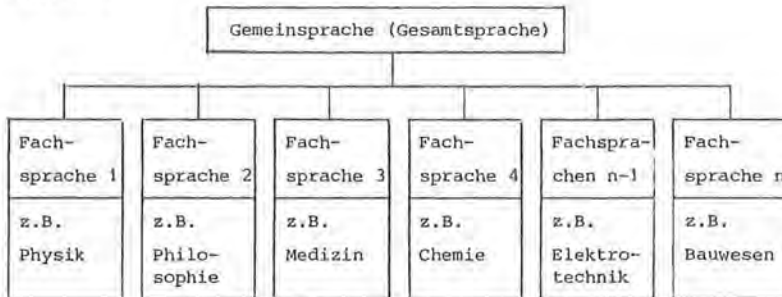 Gemeinsprache (Gesamtsprache)
Fach-
sprache 1
z.B.
Physik
Fach-
sprache 2
z.B.
Philo-
sophie
Fach-
sprache 3
z.B.
Medizin
Fach-
sprache 4
z.B.
Chemie
Fachspra-
chen n-1
z.B.
Elektro-
technik
Fach-
sprache n
z.B.
Bauwesen